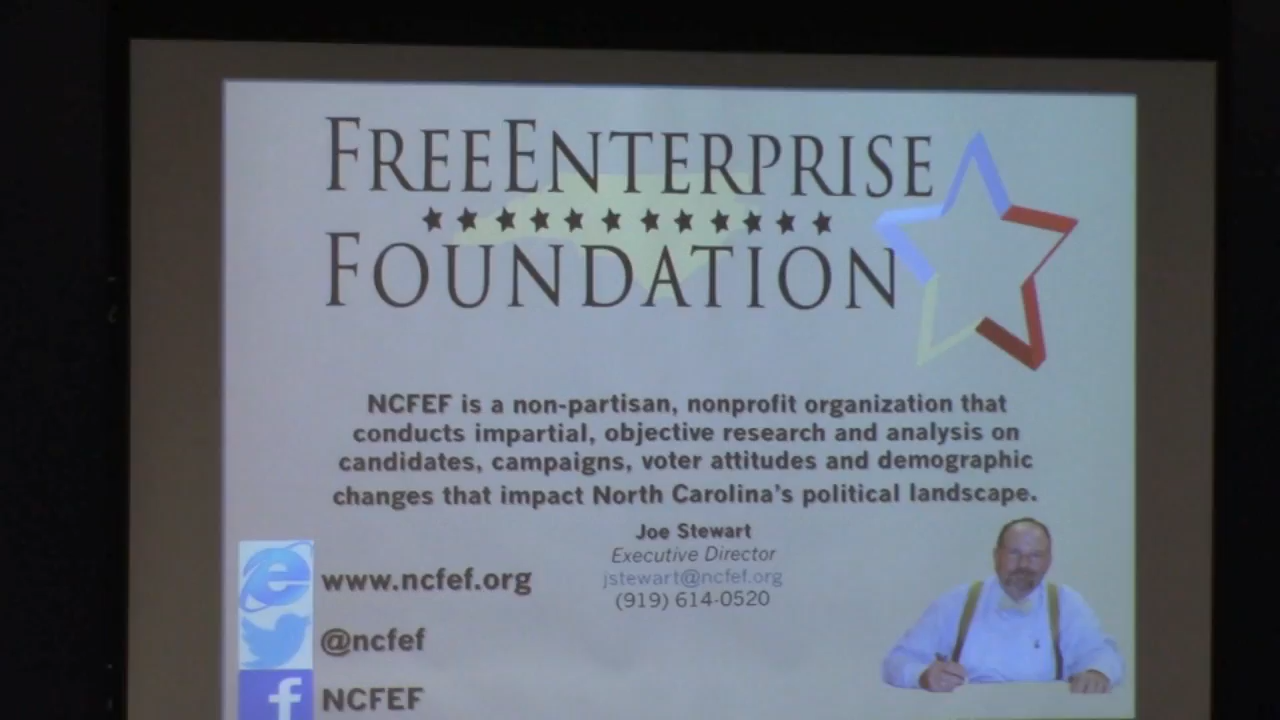 FREEENTERPRISE
FOUNDATION
NCFEF is a non-partisan, nonprofit organization that
conducts impartial, objective research and analysis on
candidates, campaigns, voter attitudes and demographic
changes that impact North Carolina's political landscape.
Joe Stewart
Executive Director
jstewart@ncfef.org
(919) 614-0520
www.ncfef.org
@ncfef
NCFEF